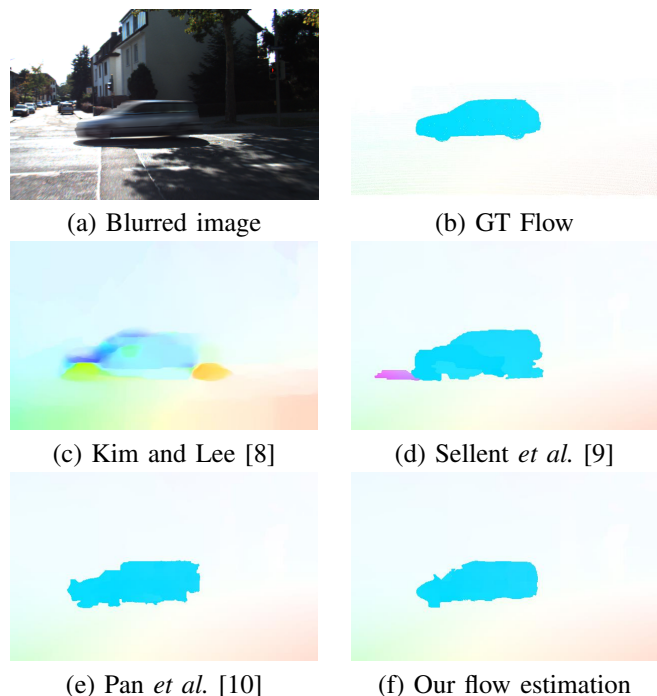 (a) Blurred image
(b) GT Flow
(c) Kim and Lee [8]
(d) Sellent et al. [9]
(e) Pan et al. [10]
(f) Our flow estimation